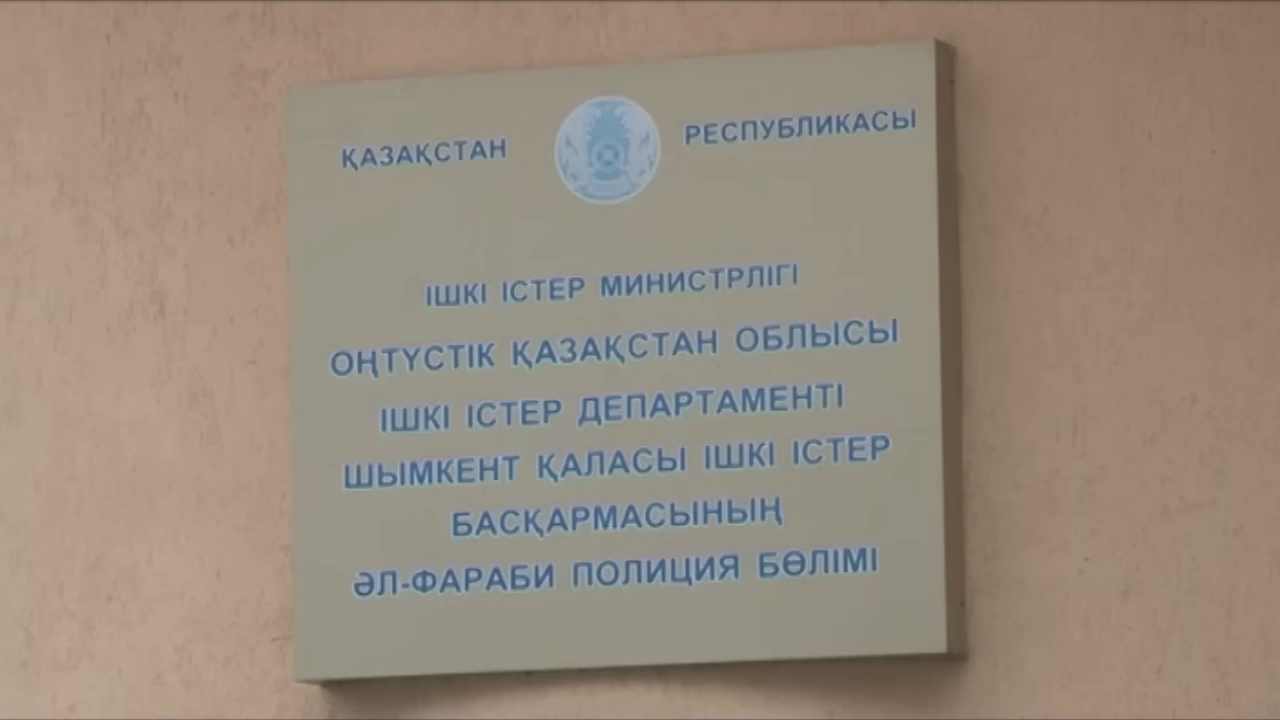 ҚАЗАҚСТАН РЕСПУБЛИКАСЫ
ІШКІ ІСТЕР МИНИСТРЛІГІ
ОҢТҮСТІК ҚАЗАҚСТАН ОБЛЫСЫ
ІШКІ ІСТЕР ДЕПАРТАМЕНТІ
ШЫМКЕНТ ҚАЛАСЫ ІШКІ ІСТЕР
БАСҚАРМАСЫНЫҢ
ӘЛ-ФАРАБИ ПОЛИЦИЯ БӨЛІМІ